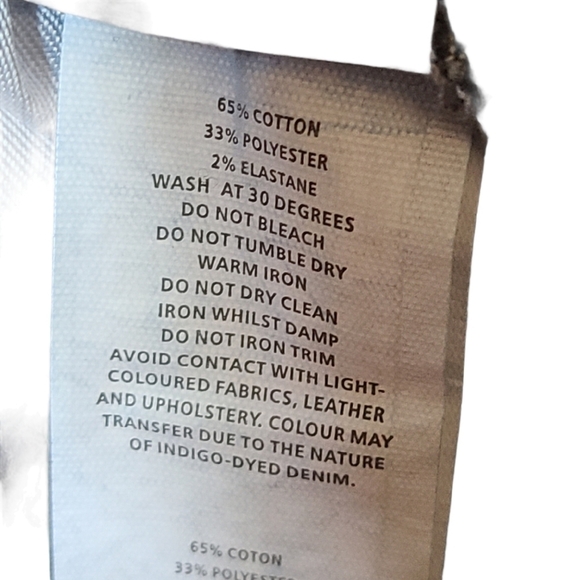 65% COTTON
33% POLYESTER
2% ELASTANE
WASH AT 30 DEGREES
DO NOT BLEACH
DO NOT TUMBLE DRY
WARM IRON
DO NOT DRY CLEAN
IRON WHILST DAMP
DO NOT IRON TRIM
AVOID CONTACT WITH LIGHT-
COLOURED FABRICS, LEATHER
AND UPHOLSTERY. COLOUR MAY
TRANSFER DUE TO THE NATURE
OF INDIGO-DYED DENIM.
65% COTON
33% POLYESTER